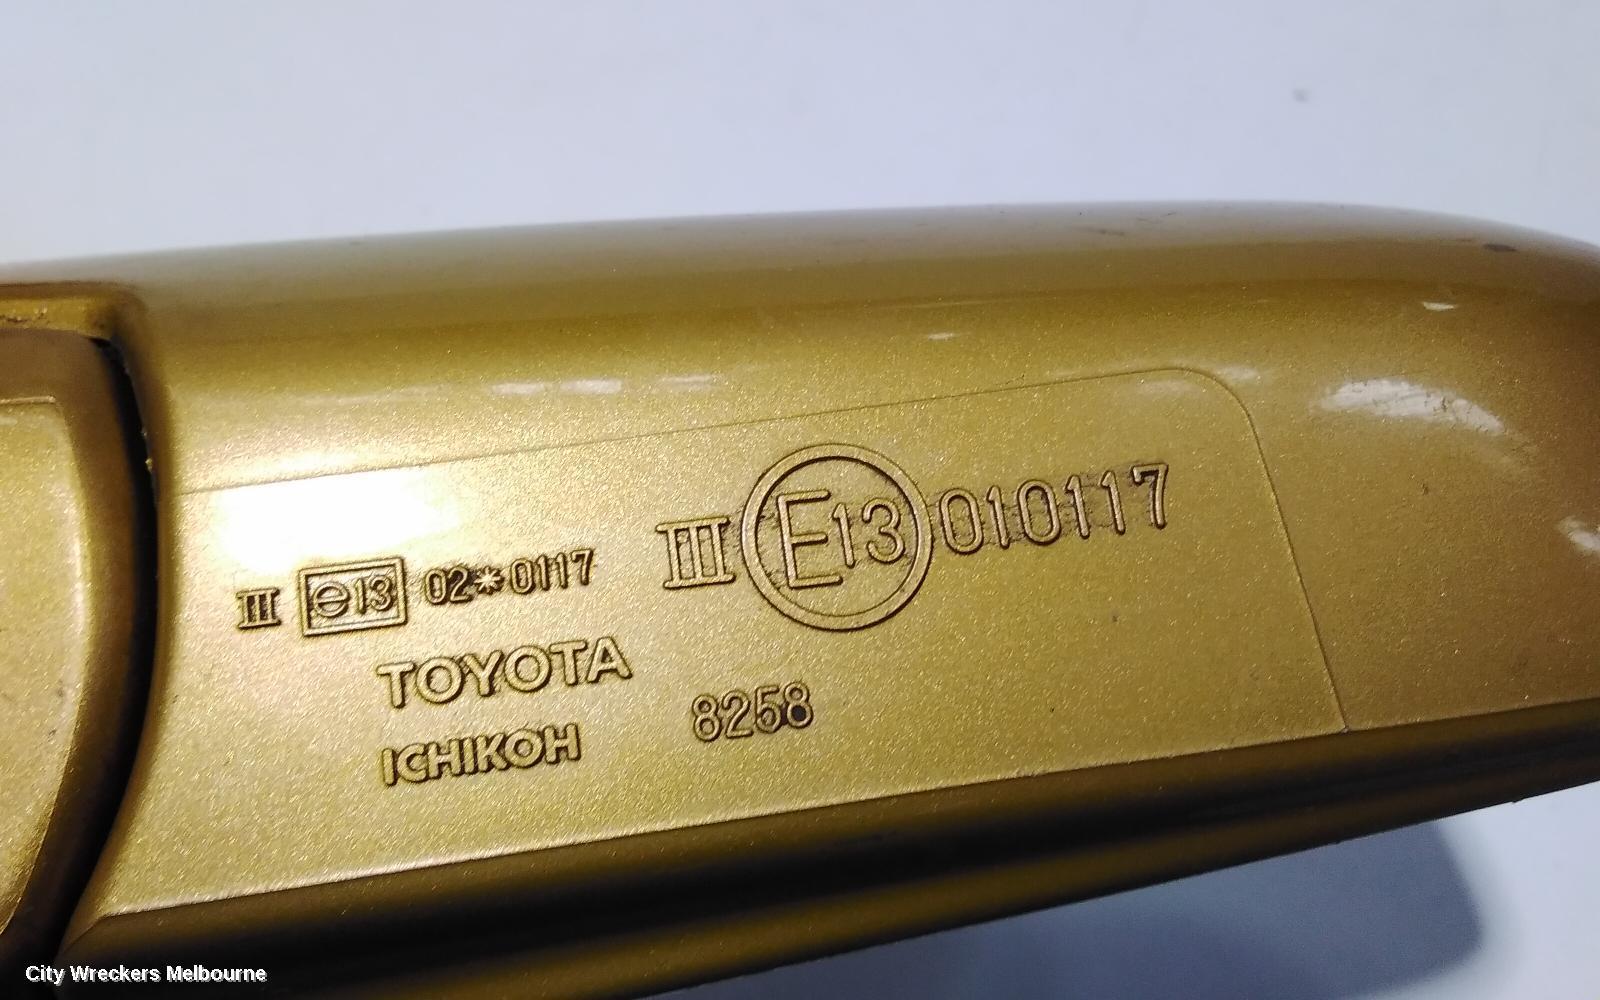 III e13 02*0117
III E13 010117
TOYOTA
ICHIKOH
8258
City Wreckers Melbourne